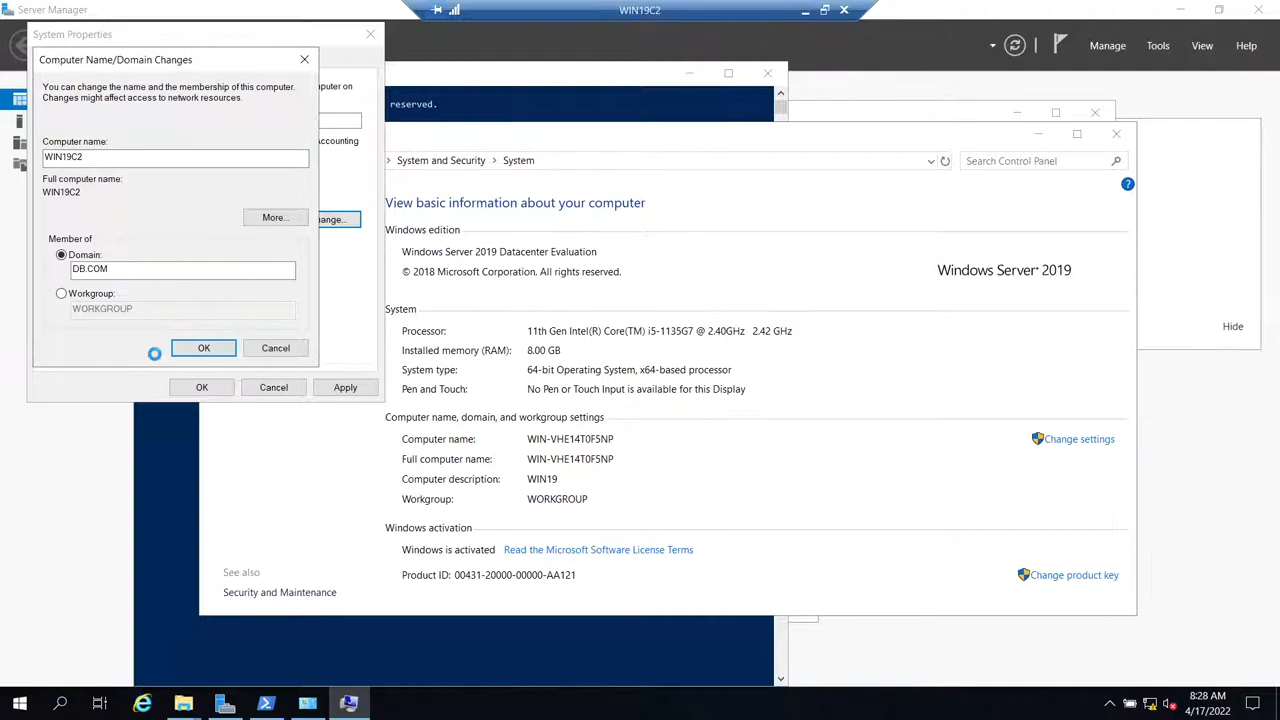 Server Manager
WIN19C2
System Properties
Manage
Tools
View
Help
Computer Name/Domain Changes
You can change the name and the membership of this computer.
Changes might affect access to network resources.
puter on
reserved.
Computer name:
WIN19C2
Accounting
Full computer name:
WIN19C2
More...
ange...
Member of
Domain:
DB.COM
Workgroup:
WORKGROUP
OK
Cancel
OK
Cancel
Apply
System and Security
System
Search Control Panel
View basic information about your computer
Windows edition
Windows Server 2019 Datacenter Evaluation
© 2018 Microsoft Corporation. All rights reserved.
Windows Server® 2019
System
Processor: 11th Gen Intel(R) Core(TM) i5-1135G7 @ 2.40GHz 2.42 GHz
Hide
Installed memory (RAM): 8.00 GB
System type: 64-bit Operating System, x64-based processor
Pen and Touch: No Pen or Touch Input is available for this Display
Computer name, domain, and workgroup settings
Computer name: WIN-VHE14T0F5NP
Change settings
Full computer name: WIN-VHE14T0F5NP
Computer description: WIN19
Workgroup: WORKGROUP
Windows activation
Windows is activated Read the Microsoft Software License Terms
Product ID: 00431-20000-00000-AA121
Change product key
See also
Security and Maintenance
8:28 AM
4/17/2022